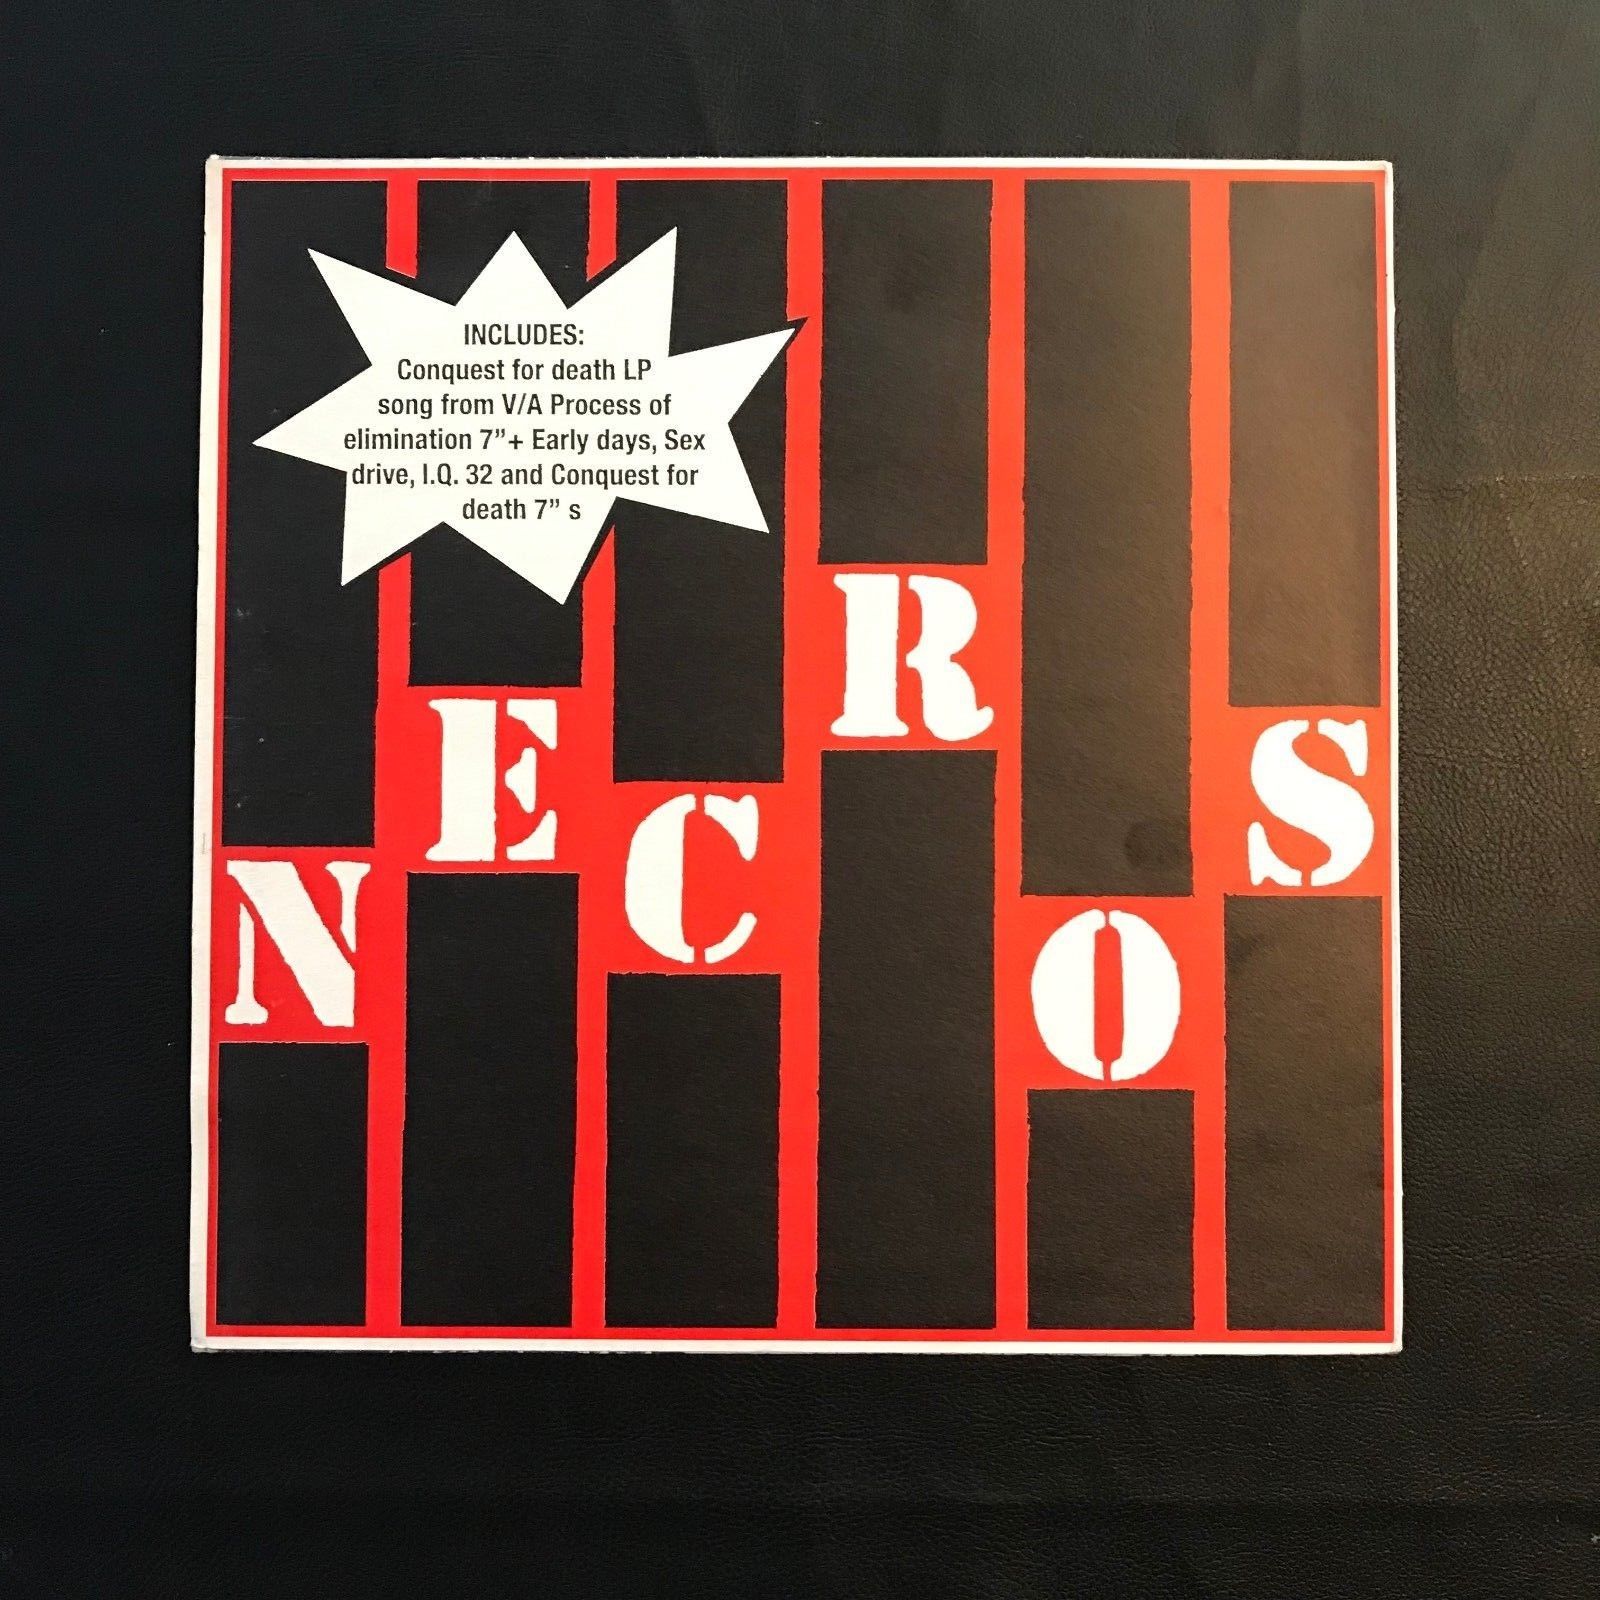 INCLUDES:
Conquest for death LP
song from V/A Process of
elimination 7”+ Early days, Sex
drive, I.Q. 32 and Conquest for
death 7” s
NECROS